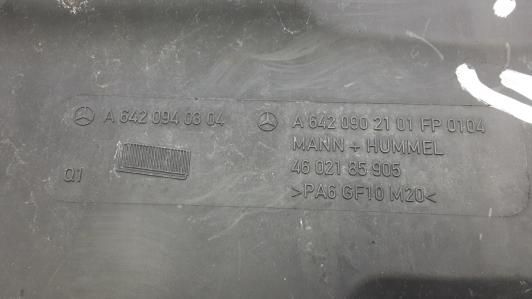 A 642 094 08 04
Q1
A 642 090 21 01 FP 0104
MANN + HUMMEL
46 021 85 905
>PA6 GF10 M20<